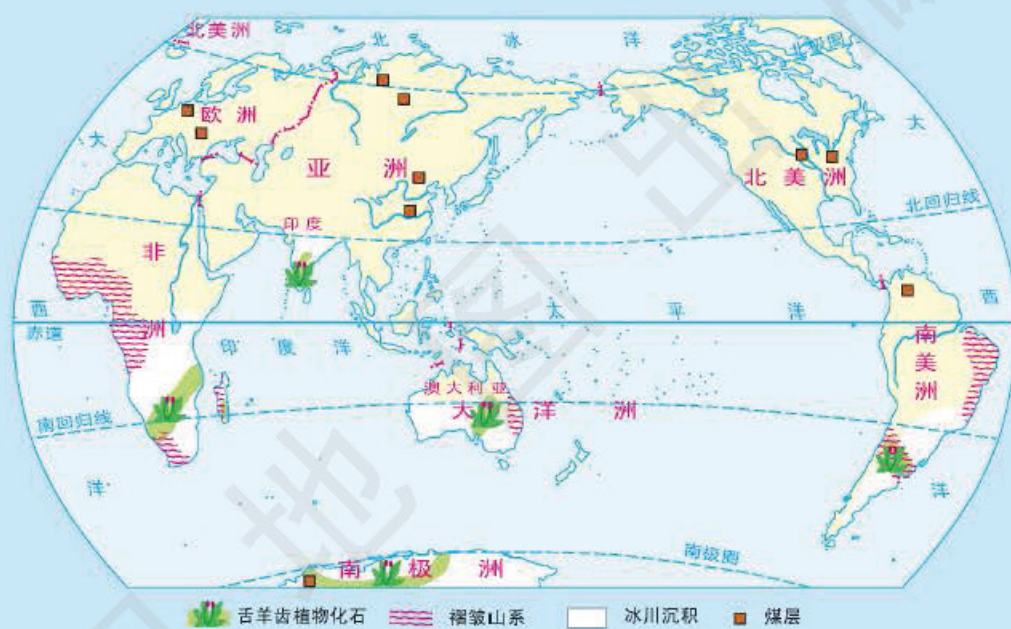 北美洲
北冰洋
北极圈
大
欧洲
大
亚洲
北美洲
北回归线
印度
非
洲
西
太平洋
西
赤道
印度洋
南
美
洲
澳大利亚
大洋洲
南回归线
洋
洋
南极圈
南极洲
舌羊齿植物化石
褶皱山系
冰川沉积
煤层